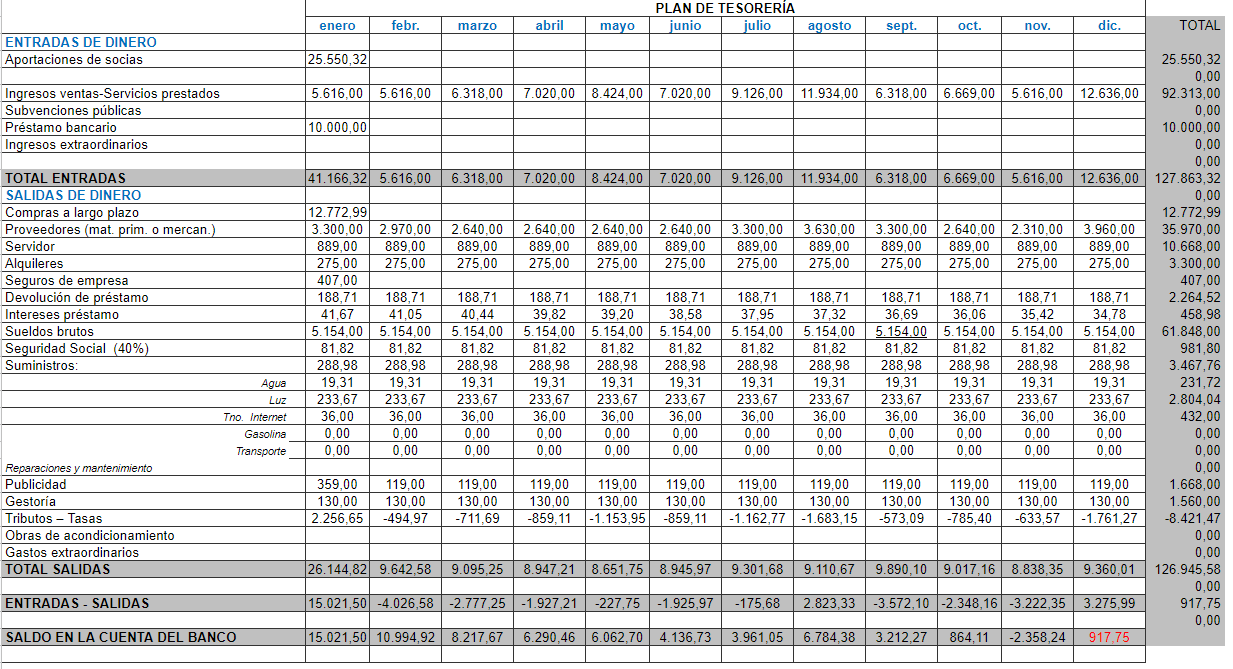 PLAN DE TESORERÍA
enero febr. marzo abril mayo junio julio agosto sept. oct. nov. dic. TOTAL
ENTRADAS DE DINERO
Aportaciones de socias 25.550,32 25.550,32
0,00
Ingresos ventas-Servicios prestados 5.616,00 5.616,00 6.318,00 7.020,00 8.424,00 7.020,00 9.126,00 11.934,00 6.318,00 6.669,00 5.616,00 12.636,00 92.313,00
Subvenciones públicas 0,00
Préstamo bancario 10.000,00 10.000,00
Ingresos extraordinarios 0,00
0,00
TOTAL ENTRADAS 41.166,32 5.616,00 6.318,00 7.020,00 8.424,00 7.020,00 9.126,00 11.934,00 6.318,00 6.669,00 5.616,00 12.636,00 127.863,32
SALIDAS DE DINERO 0,00
Compras a largo plazo 12.772,99 12.772,99
Proveedores (mat. prim. o mercan.) 3.300,00 2.970,00 2.640,00 2.640,00 2.640,00 2.640,00 3.300,00 3.630,00 3.300,00 2.640,00 2.310,00 3.960,00 35.970,00
Servidor 889,00 889,00 889,00 889,00 889,00 889,00 889,00 889,00 889,00 889,00 889,00 889,00 10.668,00
Alquileres 275,00 275,00 275,00 275,00 275,00 275,00 275,00 275,00 275,00 275,00 275,00 275,00 3.300,00
Seguros de empresa 407,00 407,00
Devolución de préstamo 188,71 188,71 188,71 188,71 188,71 188,71 188,71 188,71 188,71 188,71 188,71 188,71 2.264,52
Intereses préstamo 41,67 41,05 40,44 39,82 39,20 38,58 37,95 37,32 36,69 36,06 35,42 34,78 458,98
Sueldos brutos 5.154,00 5.154,00 5.154,00 5.154,00 5.154,00 5.154,00 5.154,00 5.154,00 5.154,00 5.154,00 5.154,00 5.154,00 61.848,00
Seguridad Social (40%) 81,82 81,82 81,82 81,82 81,82 81,82 81,82 81,82 81,82 81,82 81,82 81,82 981,80
Suministros: 288,98 288,98 288,98 288,98 288,98 288,98 288,98 288,98 288,98 288,98 288,98 288,98 3.467,76
Agua 19,31 19,31 19,31 19,31 19,31 19,31 19,31 19,31 19,31 19,31 19,31 19,31 231,72
Luz 233,67 233,67 233,67 233,67 233,67 233,67 233,67 233,67 233,67 233,67 233,67 233,67 2.804,04
Tno. Internet 36,00 36,00 36,00 36,00 36,00 36,00 36,00 36,00 36,00 36,00 36,00 36,00 432,00
Gasolina 0,00 0,00 0,00 0,00 0,00 0,00 0,00 0,00 0,00 0,00 0,00 0,00 0,00
Transporte 0,00 0,00 0,00 0,00 0,00 0,00 0,00 0,00 0,00 0,00 0,00 0,00 0,00
Reparaciones y mantenimiento 0,00
Publicidad 359,00 119,00 119,00 119,00 119,00 119,00 119,00 119,00 119,00 119,00 119,00 119,00 1.668,00
Gestoría 130,00 130,00 130,00 130,00 130,00 130,00 130,00 130,00 130,00 130,00 130,00 130,00 1.560,00
Tributos – Tasas 2.256,65 -494,97 -711,69 -859,11 -1.153,95 -859,11 -1.162,77 -1.683,15 -573,09 -785,40 -633,57 -1.761,27 -8.421,47
Obras de acondicionamiento 0,00
Gastos extraordinarios 0,00
TOTAL SALIDAS 26.144,82 9.642,58 9.095,25 8.947,21 8.651,75 8.945,97 9.301,68 9.110,67 9.890,10 9.017,16 8.838,35 9.360,01 126.945,58
0,00
ENTRADAS - SALIDAS 15.021,50 -4.026,58 -2.777,25 -1.927,21 -227,75 -1.925,97 -175,68 2.823,33 -3.572,10 -2.348,16 -3.222,35 3.275,99 917,75
0,00
SALDO EN LA CUENTA DEL BANCO 15.021,50 10.994,92 8.217,67 6.290,46 6.062,70 4.136,73 3.961,05 6.784,38 3.212,27 864,11 -2.358,24 917,75